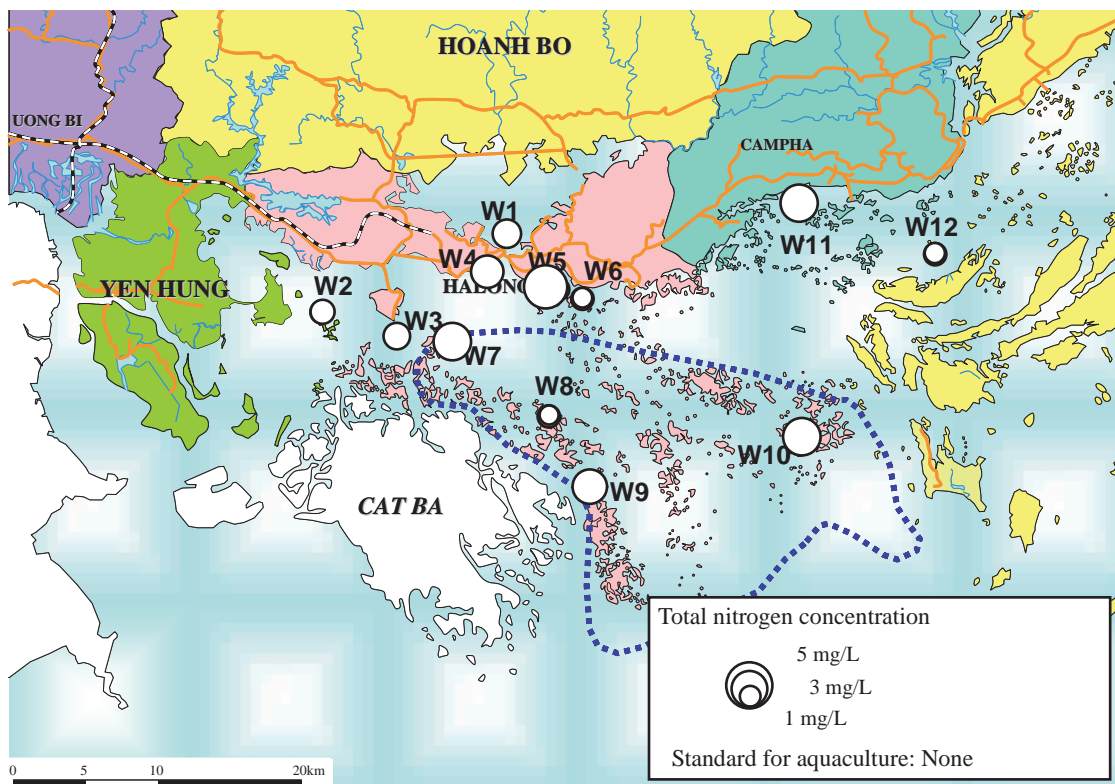 HOANH BO
UONG BI
CAMPHA
W1
W12
W11
W4
W5
W6
HALONG
YEN HUNG
W2
W3
W7
W8
W10
W9
CAT BA
Total nitrogen concentration
5 mg/L
3 mg/L
1 mg/L
Standard for aquaculture: None
0 5 10 20km